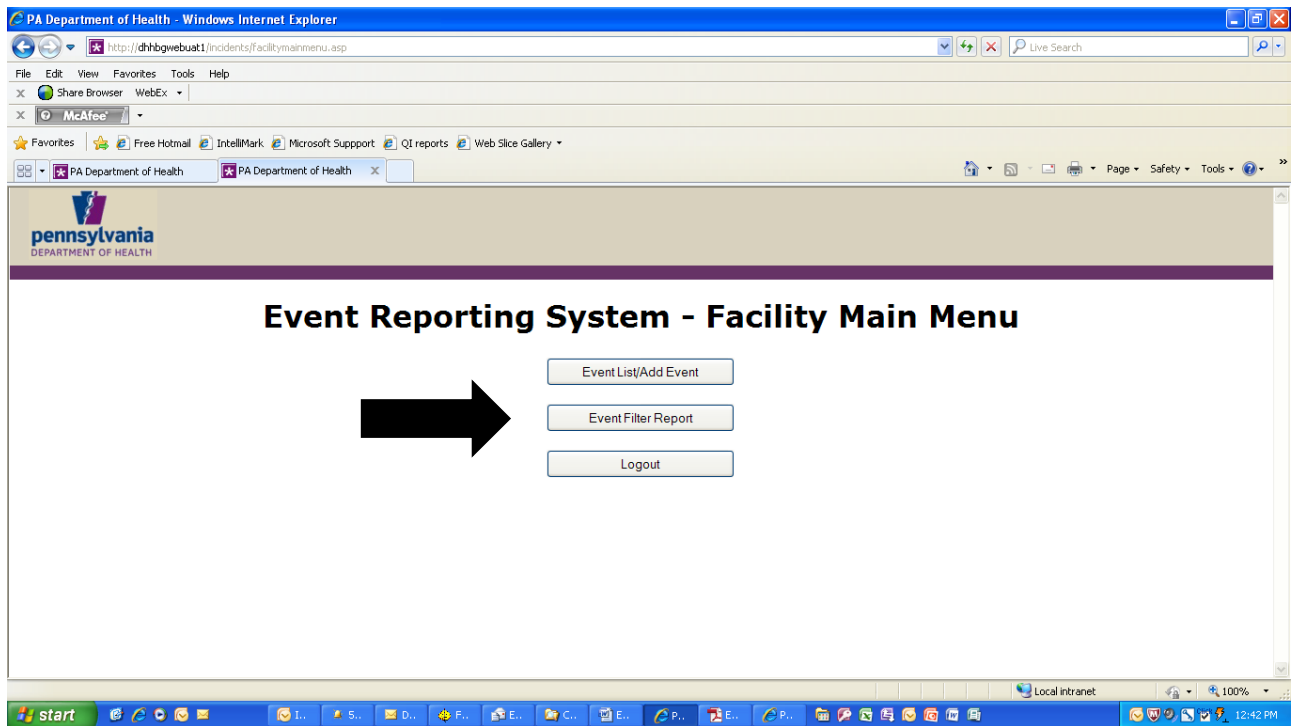 PA Department of Health - Windows Internet Explorer
http://dhhbgwebuat1/incidents/facilitymainmenu.asp
Live Search
File Edit View Favorites Tools Help
x Share Browser WebEx
x McAfee
Favorites Free Hotmail IntelliMark Microsoft Suppport QI reports Web Slice Gallery
PA Department of Health PA Department of Health X Page Safety Tools »
pennsylvania
DEPARTMENT OF HEALTH
Event Reporting System - Facility Main Menu
Event List/Add Event
Event Filter Report
Logout
Local intranet 100%
start I... 5.. D.. F... E... C... E... P... E... P... 12:42 PM